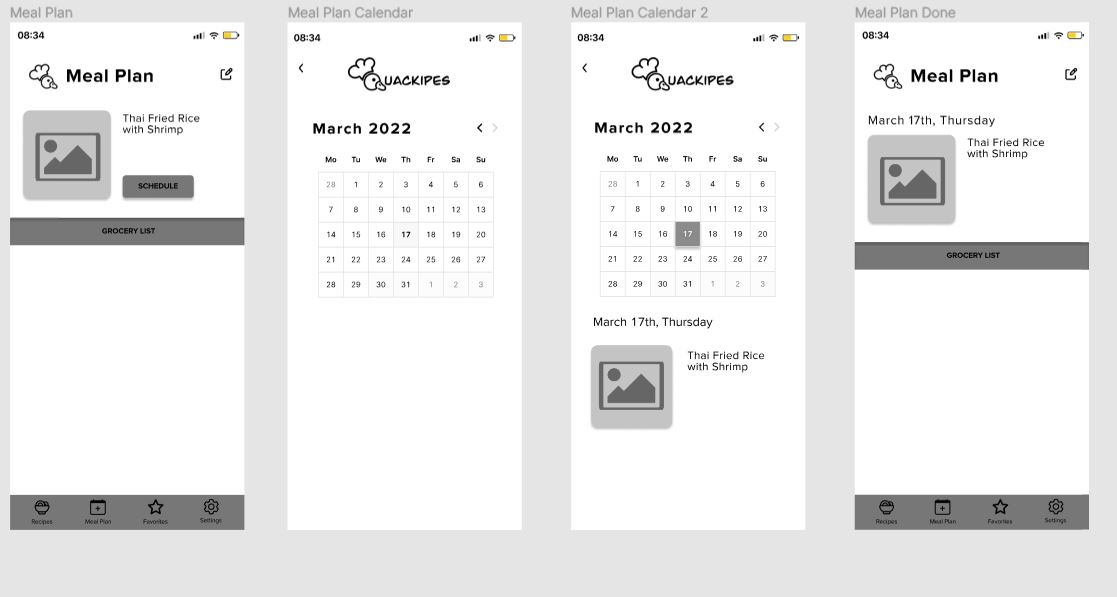 Meal Plan
08:34
Meal Plan
Thai Fried Rice
with Shrimp
SCHEDULE
GROCERY LIST
Recipes
Meal Plan
Favorites
Settings
Meal Plan Calendar
08:34
QUACKIPES
March 2022
Mo Tu We Th Fr Sa Su
28 1 2 3 4 5 6
7 8 9 10 11 12 13
14 15 16 17 18 19 20
21 22 23 24 25 26 27
28 29 30 31 1 2 3
Meal Plan Calendar 2
08:34
QUACKIPES
March 2022
Mo Tu We Th Fr Sa Su
28 1 2 3 4 5 6
7 8 9 10 11 12 13
14 15 16 17 18 19 20
21 22 23 24 25 26 27
28 29 30 31 1 2 3
March 17th, Thursday
Thai Fried Rice
with Shrimp
Meal Plan Done
08:34
Meal Plan
March 17th, Thursday
Thai Fried Rice
with Shrimp
GROCERY LIST
Recipes
Meal Plan
Favorites
Settings